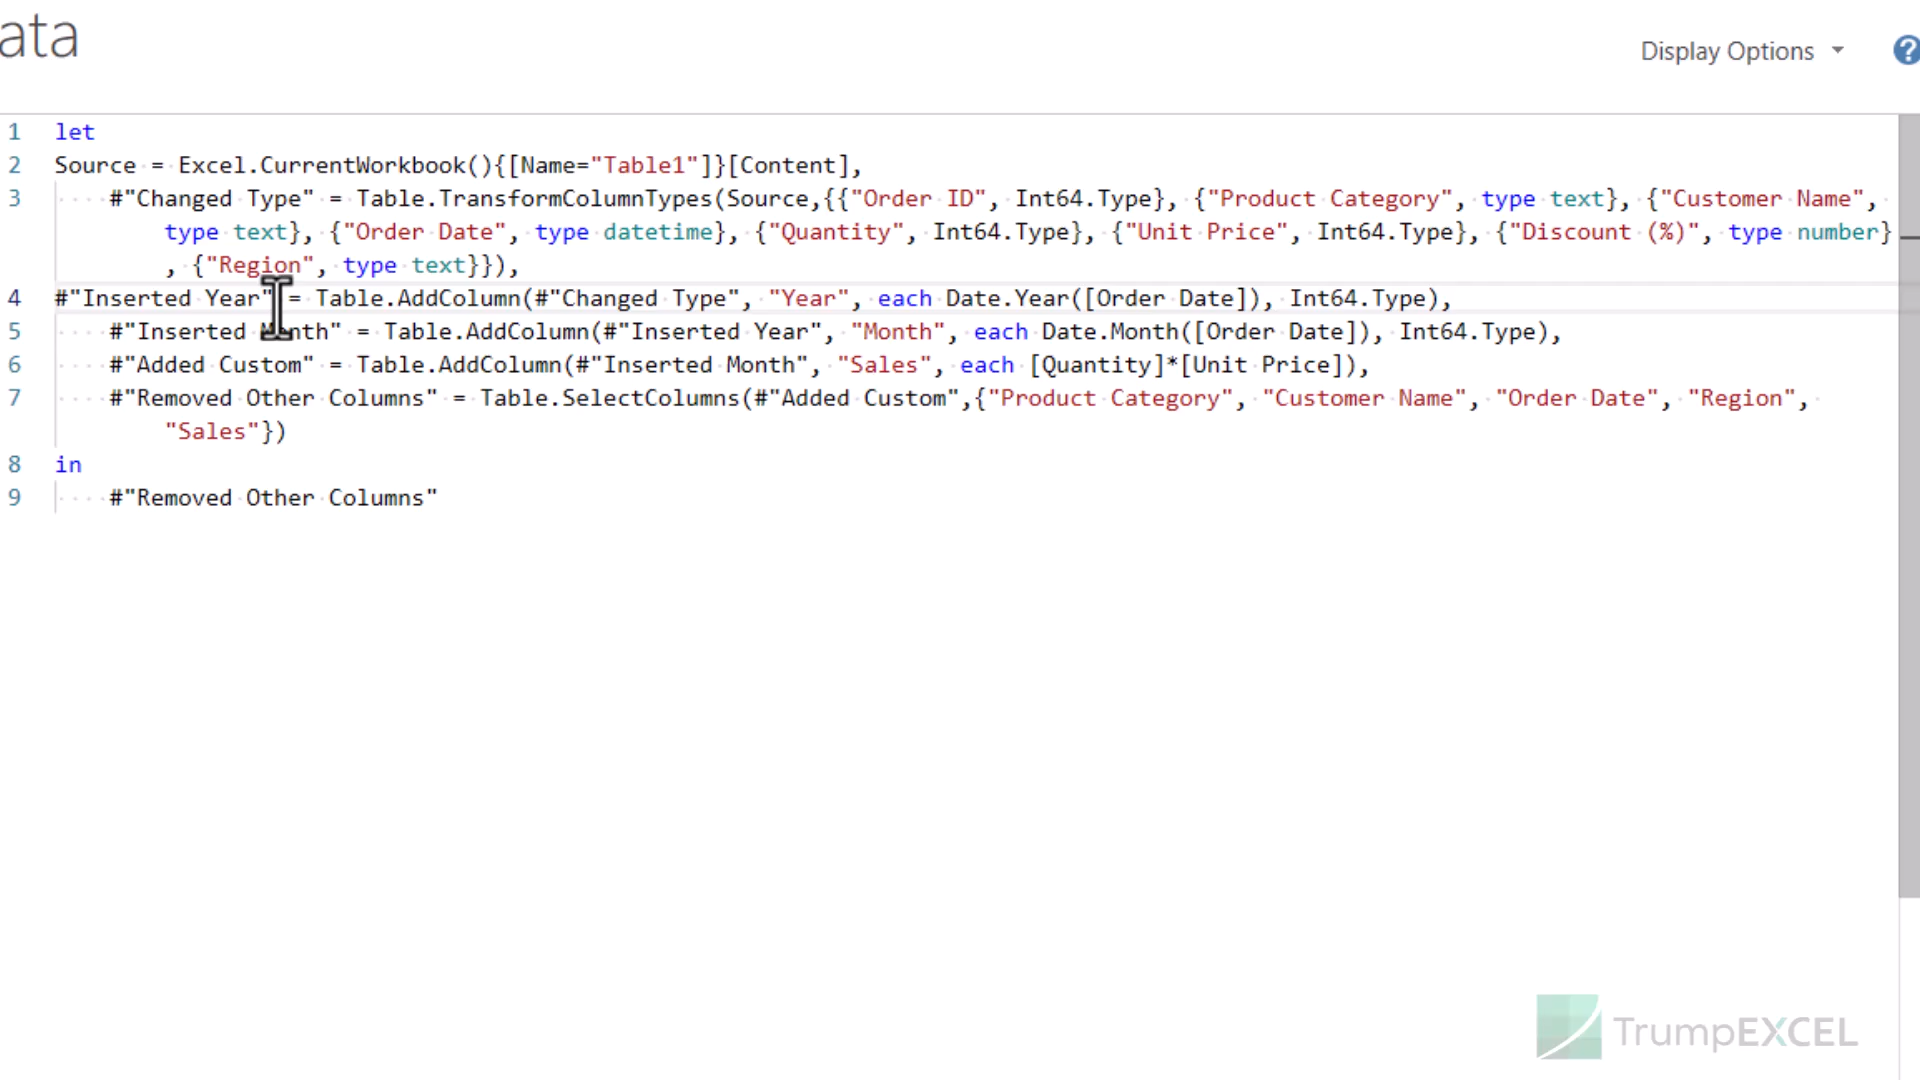 ata
Display Options
1 let
2 Source = Excel.CurrentWorkbook(){[Name="Table1"]}[Content],
3 #"Changed Type" = Table.TransformColumnTypes(Source,{{"Order ID", Int64.Type}, {"Product Category", type text}, {"Customer Name",
type text}, {"Order Date", type datetime}, {"Quantity", Int64.Type}, {"Unit Price", Int64.Type}, {"Discount (%)", type number}
, {"Region", type text}}),
4 #"Inserted Year" = Table.AddColumn(#"Changed Type", "Year", each Date.Year([Order Date]), Int64.Type),
5 #"Inserted Month" = Table.AddColumn(#"Inserted Year", "Month", each Date.Month([Order Date]), Int64.Type),
6 #"Added Custom" = Table.AddColumn(#"Inserted Month", "Sales", each [Quantity]*[Unit Price]),
7 #"Removed Other Columns" = Table.SelectColumns(#"Added Custom",{"Product Category", "Customer Name", "Order Date", "Region",
"Sales"})
8 in
9 #"Removed Other Columns"
TrumpEXCEL